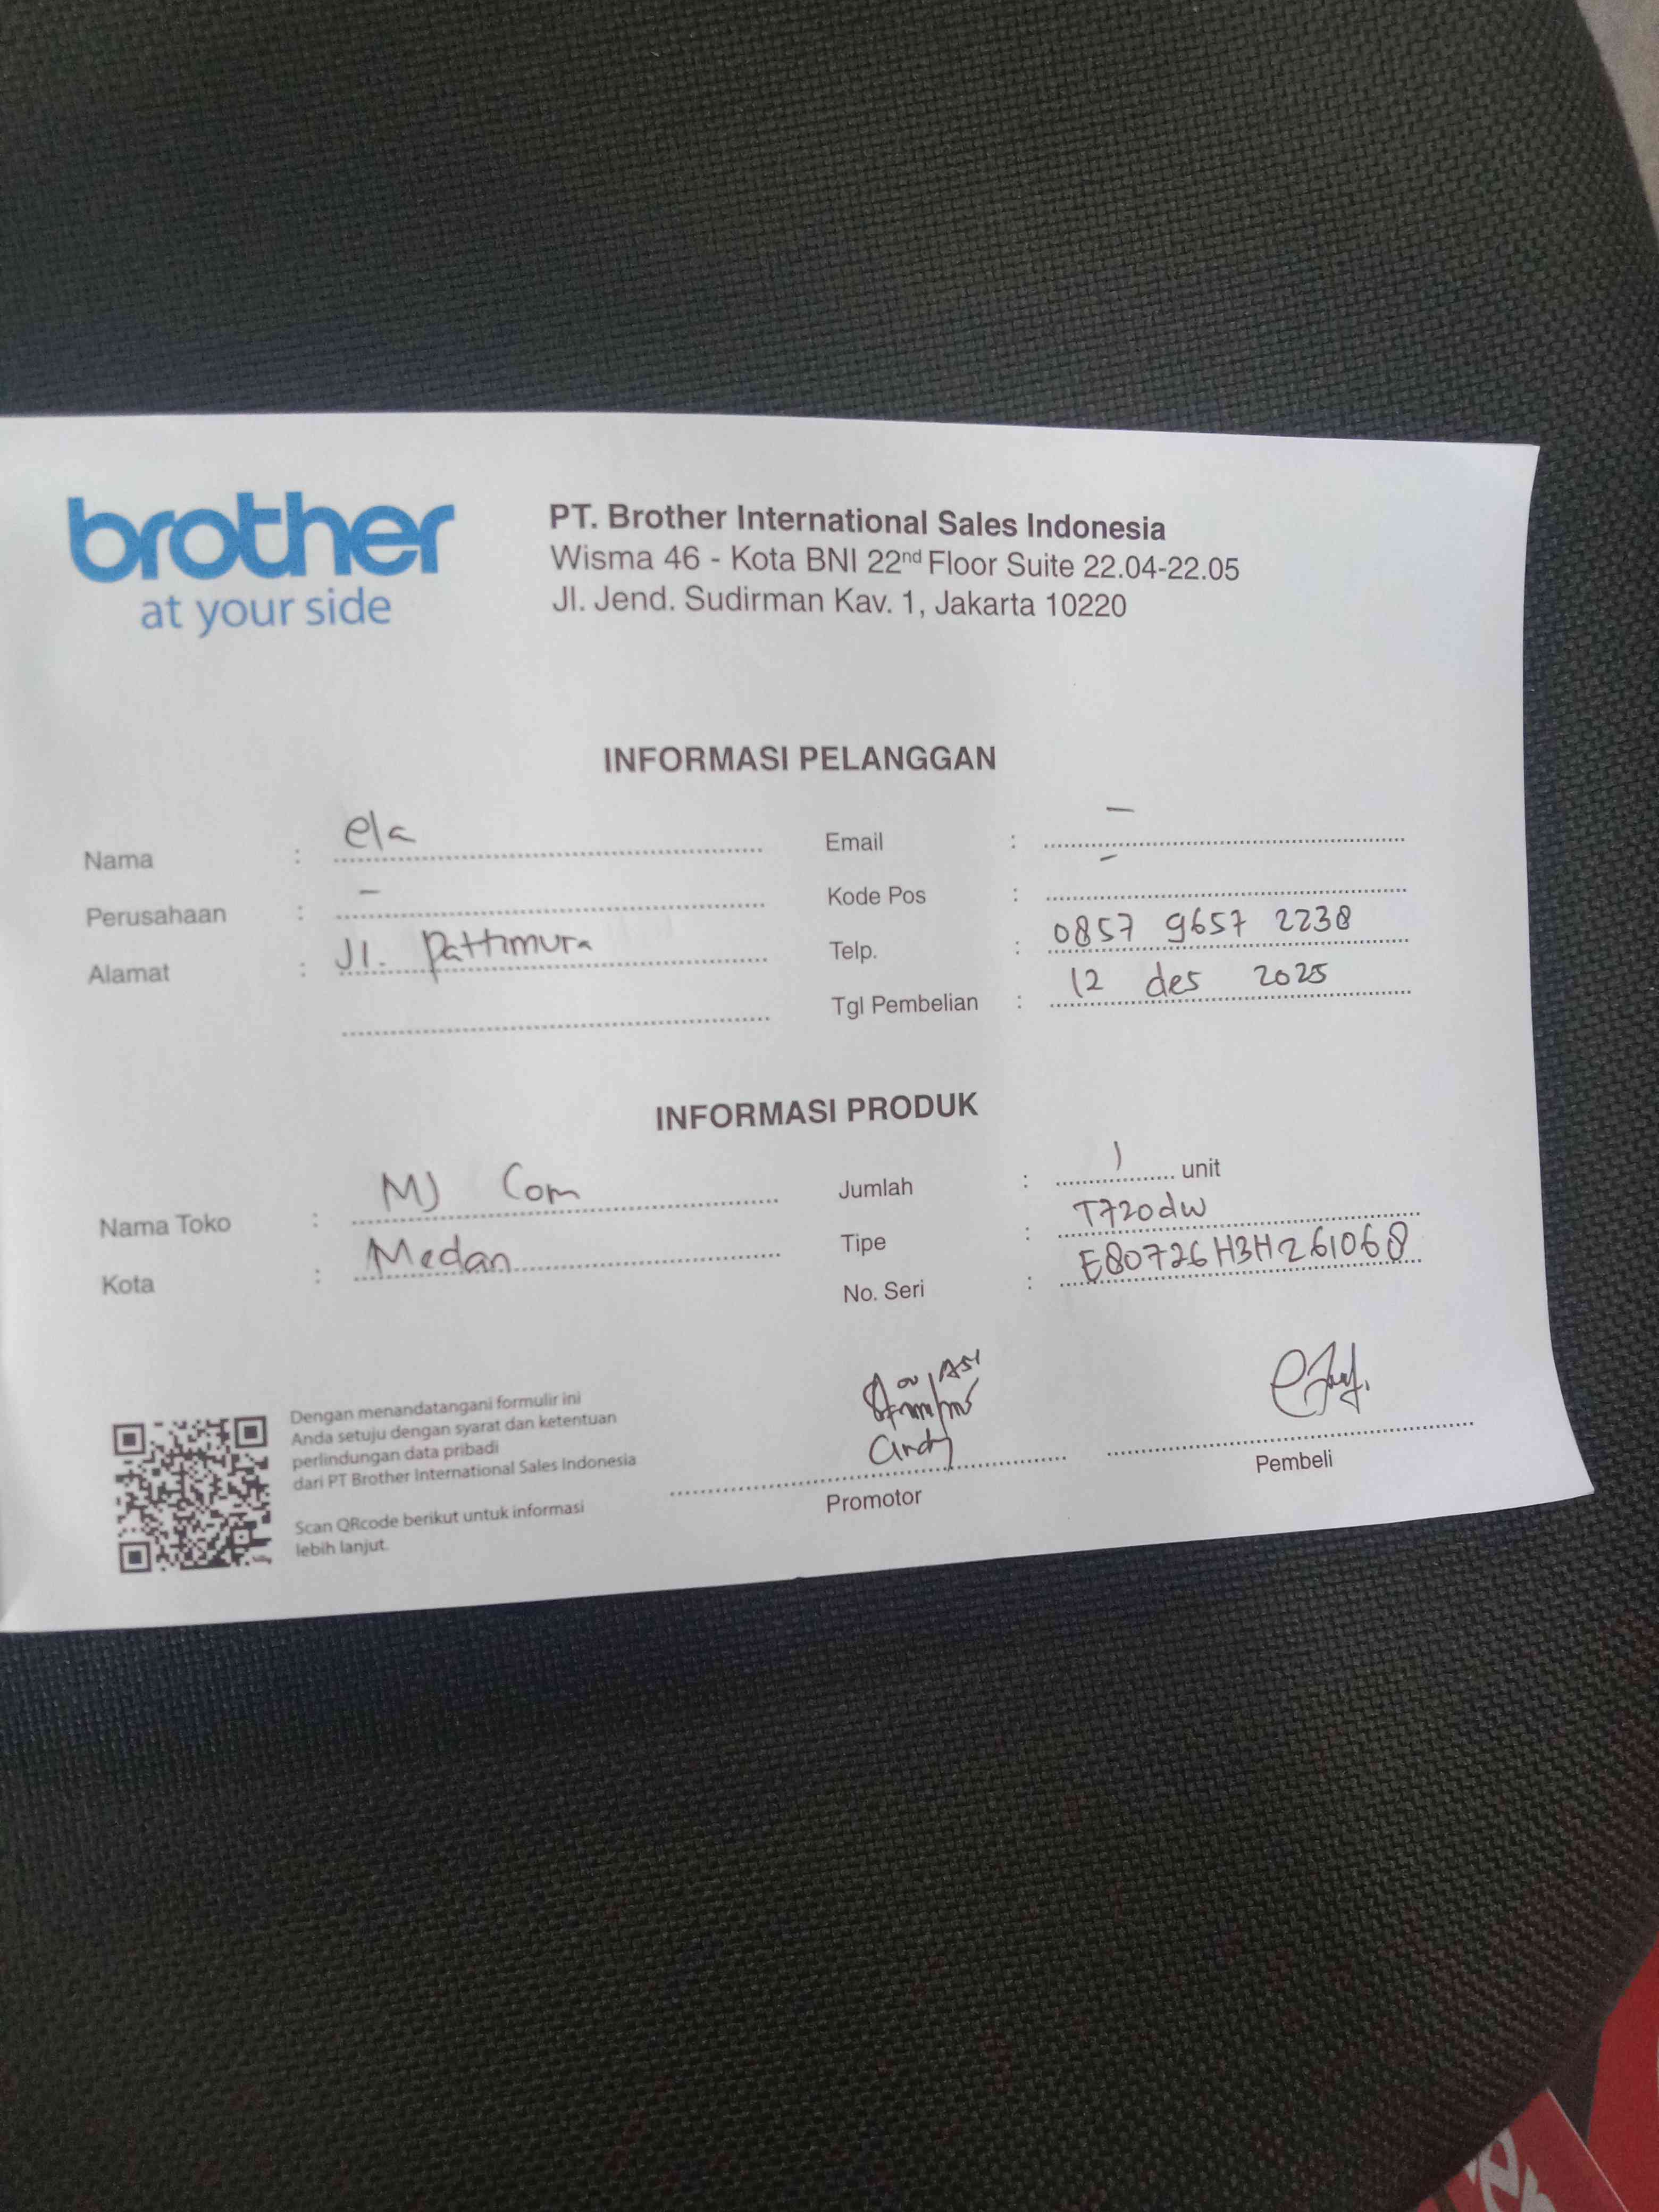 brother
at your side
PT. Brother International Sales Indonesia
Wisma 46 - Kota BNI 22nd Floor Suite 22.04-22.05
Jl. Jend. Sudirman Kav. 1, Jakarta 10220
INFORMASI PELANGGAN
Nama : ela
Perusahaan : -
Alamat : Jl. Pattimura
Email : -
Kode Pos : -
Telp. : 0857 9657 2238
Tgl Pembelian : 12 des 2025
INFORMASI PRODUK
Nama Toko : MJ Com
Kota : Medan
Jumlah : 1 unit
Tipe : T720dw
No. Seri : E80726H3H261068
Dengan menandatangani formulir ini
Anda setuju dengan syarat dan ketentuan
perlindungan data pribadi
dari PT Brother International Sales Indonesia
Scan QRcode berikut untuk informasi
lebih lanjut.
andy
Promotor
Pembeli